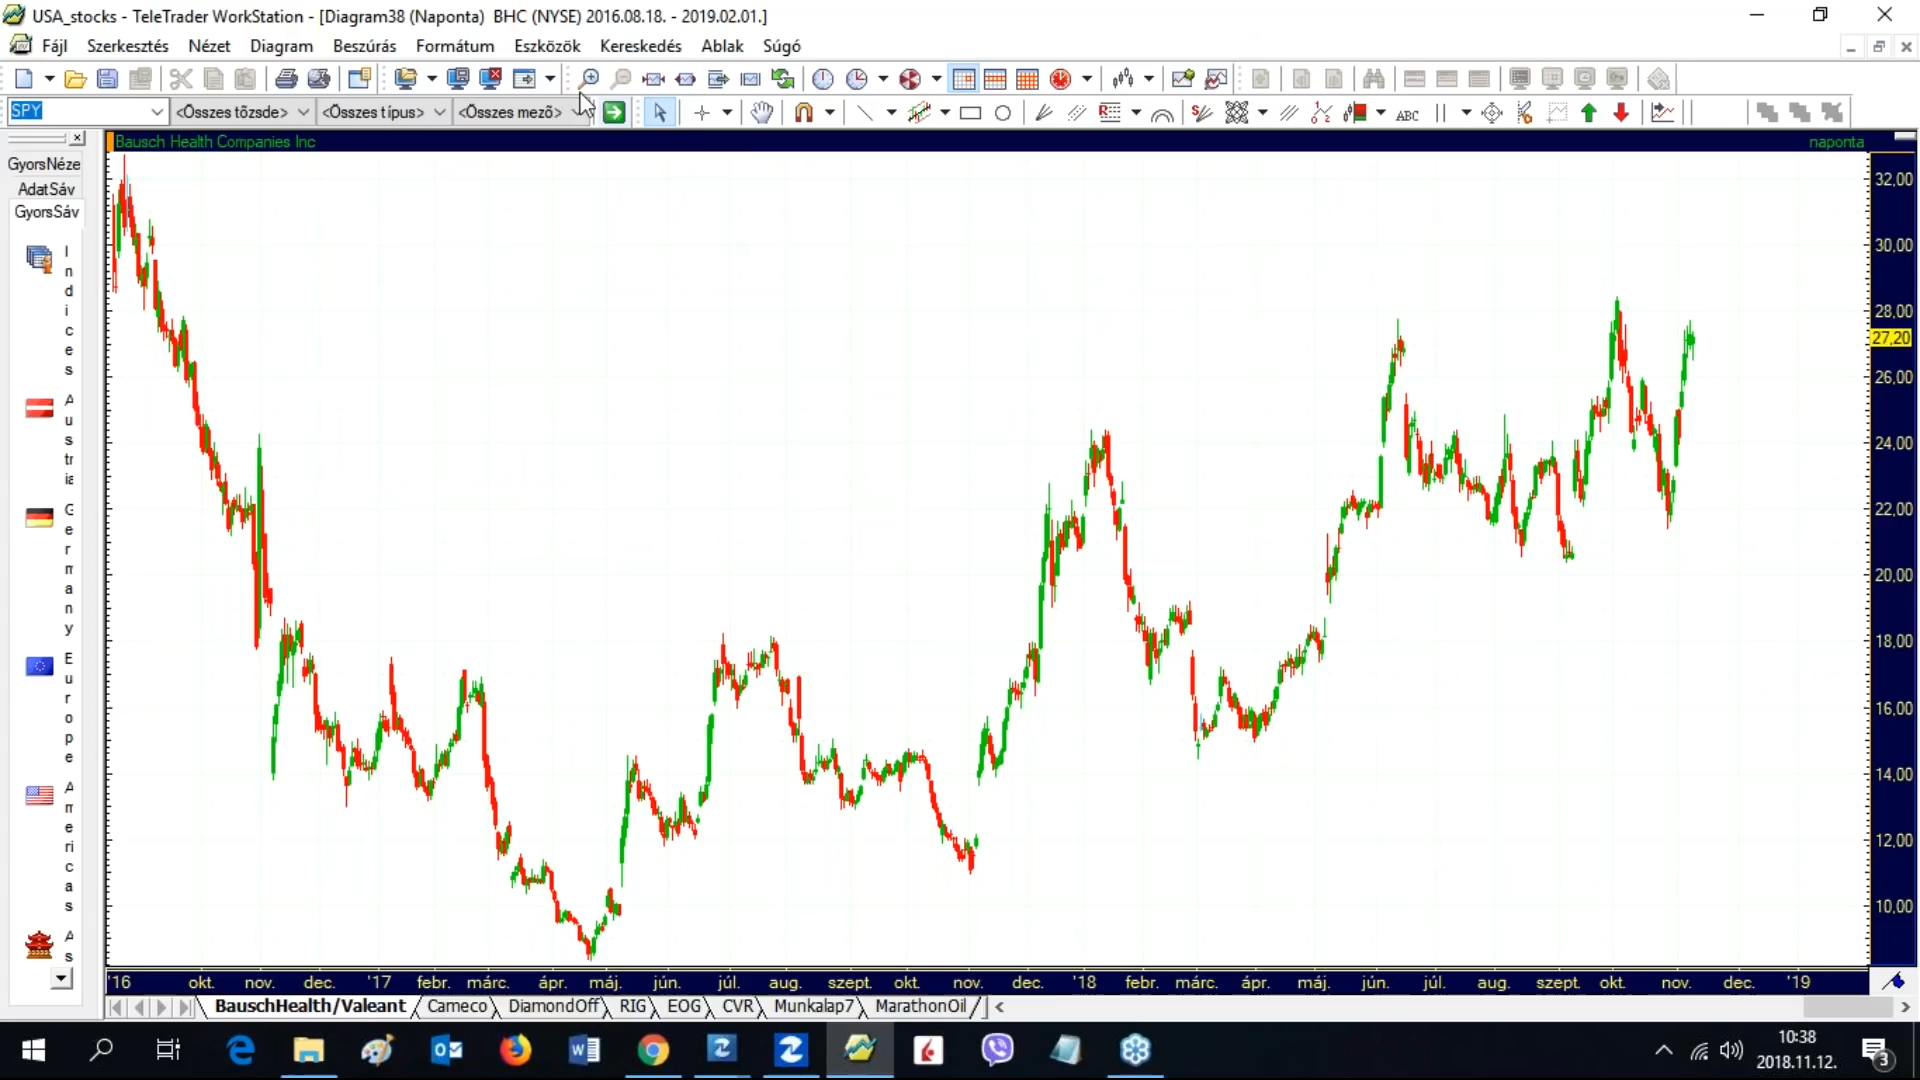 USA_stocks - TeleTrader WorkStation - [Diagram38 (Naponta)  BHC (NYSE) 2016.08.18. - 2019.02.01.]
Fájl Szerkesztés Nézet Diagram Beszúrás Formátum Eszközök Kereskedés Ablak Súgó
SPY <Összes tőzsde> <Összes típus> <Összes mező> ABC
Bausch Health Companies Inc naponta
GyorsNéze
AdatSáv
GyorsSáv
Indices
Austria
Germany
Europe
Americas
As
32,00
30,00
28,00
27,20
26,00
24,00
22,00
20,00
18,00
16,00
14,00
12,00
10,00
'16 okt. nov. dec. '17 febr. márc. ápr. máj. jún. júl. aug. szept. okt. nov. dec. '18 febr. márc. ápr. máj. jún. júl. aug. szept. okt. nov. dec. '19
BauschHealth/Valeant Cameco DiamondOff RIG EOG CVR Munkalap7 MarathonOil
10:38
2018.11.12.
3